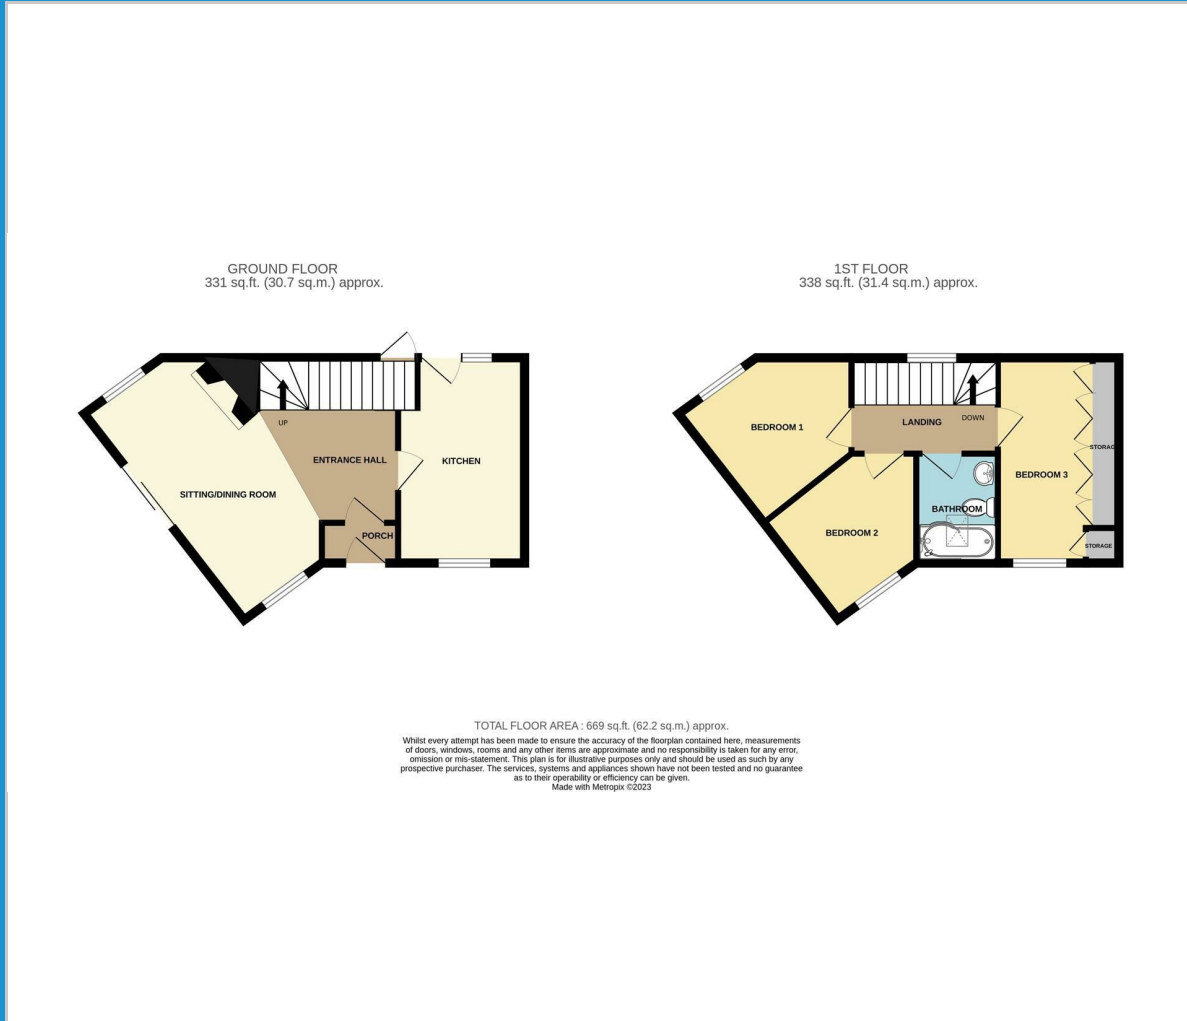 GROUND FLOOR
331 sq.ft. (30.7 sq.m.) approx.
1ST FLOOR
338 sq.ft. (31.4 sq.m.) approx.
UP
ENTRANCE HALL
KITCHEN
SITTING/DINING ROOM
PORCH
DOWN
LANDING
BEDROOM 1
STORAG
BEDROOM 3
BATHROOM
BEDROOM 2
STORAGE
TOTAL FLOOR AREA : 669 sq.ft. (62.2 sq.m.) approx.
Whilst every attempt has been made to ensure the accuracy of the floorplan contained here, measurements
of doors, windows, rooms and any other items are approximate and no responsibility is taken for any error,
omission or mis-statement. This plan is for illustrative purposes only and should be used as such by any
prospective purchaser. The services, systems and appliances shown have not been tested and no guarantee
as to their operability or efficiency can be given.
Made with Metropix ©2023